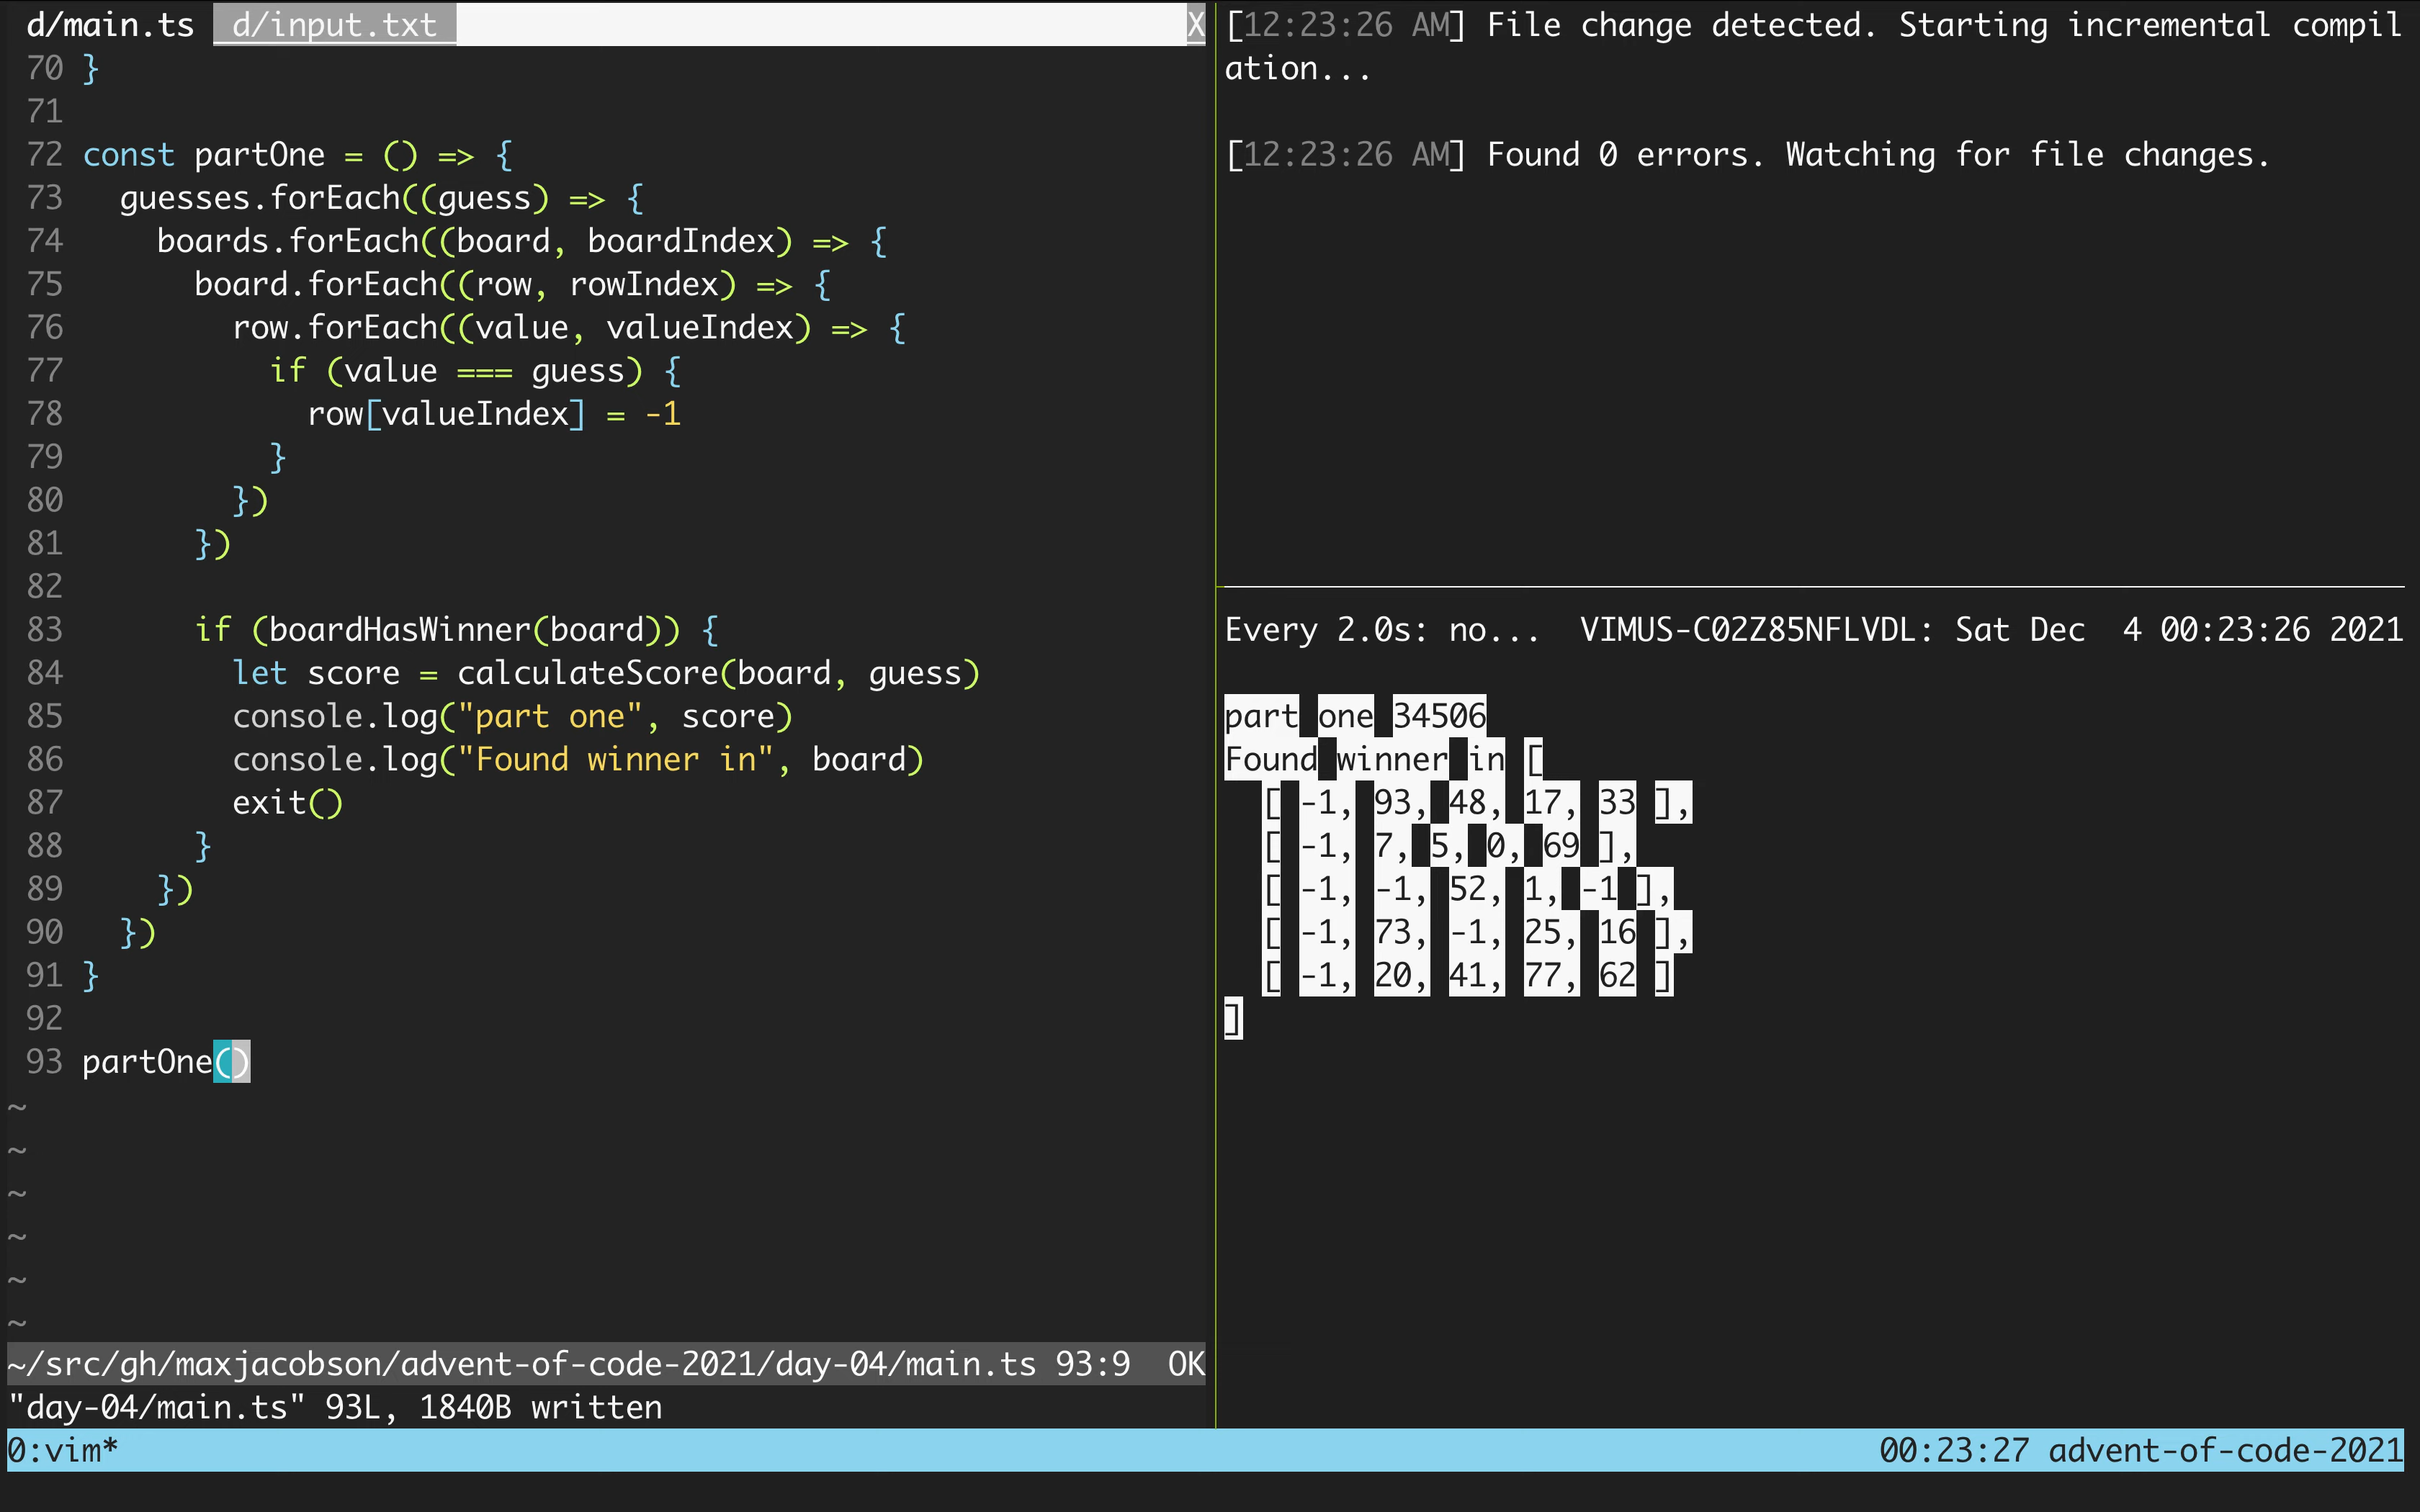 d/main.ts d/input.txt X
70 }
71
72 const partOne = () => {
73   guesses.forEach((guess) => {
74     boards.forEach((board, boardIndex) => {
75       board.forEach((row, rowIndex) => {
76         row.forEach((value, valueIndex) => {
77           if (value === guess) {
78             row[valueIndex] = -1
79           }
80         })
81       })
82
83       if (boardHasWinner(board)) {
84         let score = calculateScore(board, guess)
85         console.log("part one", score)
86         console.log("Found winner in", board)
87         exit()
88       }
89     })
90   })
91 }
92
93 partOne()
~
~
~
~
~
~
~/src/gh/maxjacobson/advent-of-code-2021/day-04/main.ts 93:9  OK
"day-04/main.ts" 93L, 1840B written
[12:23:26 AM] File change detected. Starting incremental compil
ation...
[12:23:26 AM] Found 0 errors. Watching for file changes.
Every 2.0s: no...  VIMUS-C02Z85NFLVDL: Sat Dec  4 00:23:26 2021
part one 34506
Found winner in [
  [ -1, 93, 48, 17, 33 ],
  [ -1, 7, 5, 0, 69 ],
  [ -1, -1, 52, 1, -1 ],
  [ -1, 73, -1, 25, 16 ],
  [ -1, 20, 41, 77, 62 ]
]
0:vim* 00:23:27 advent-of-code-2021